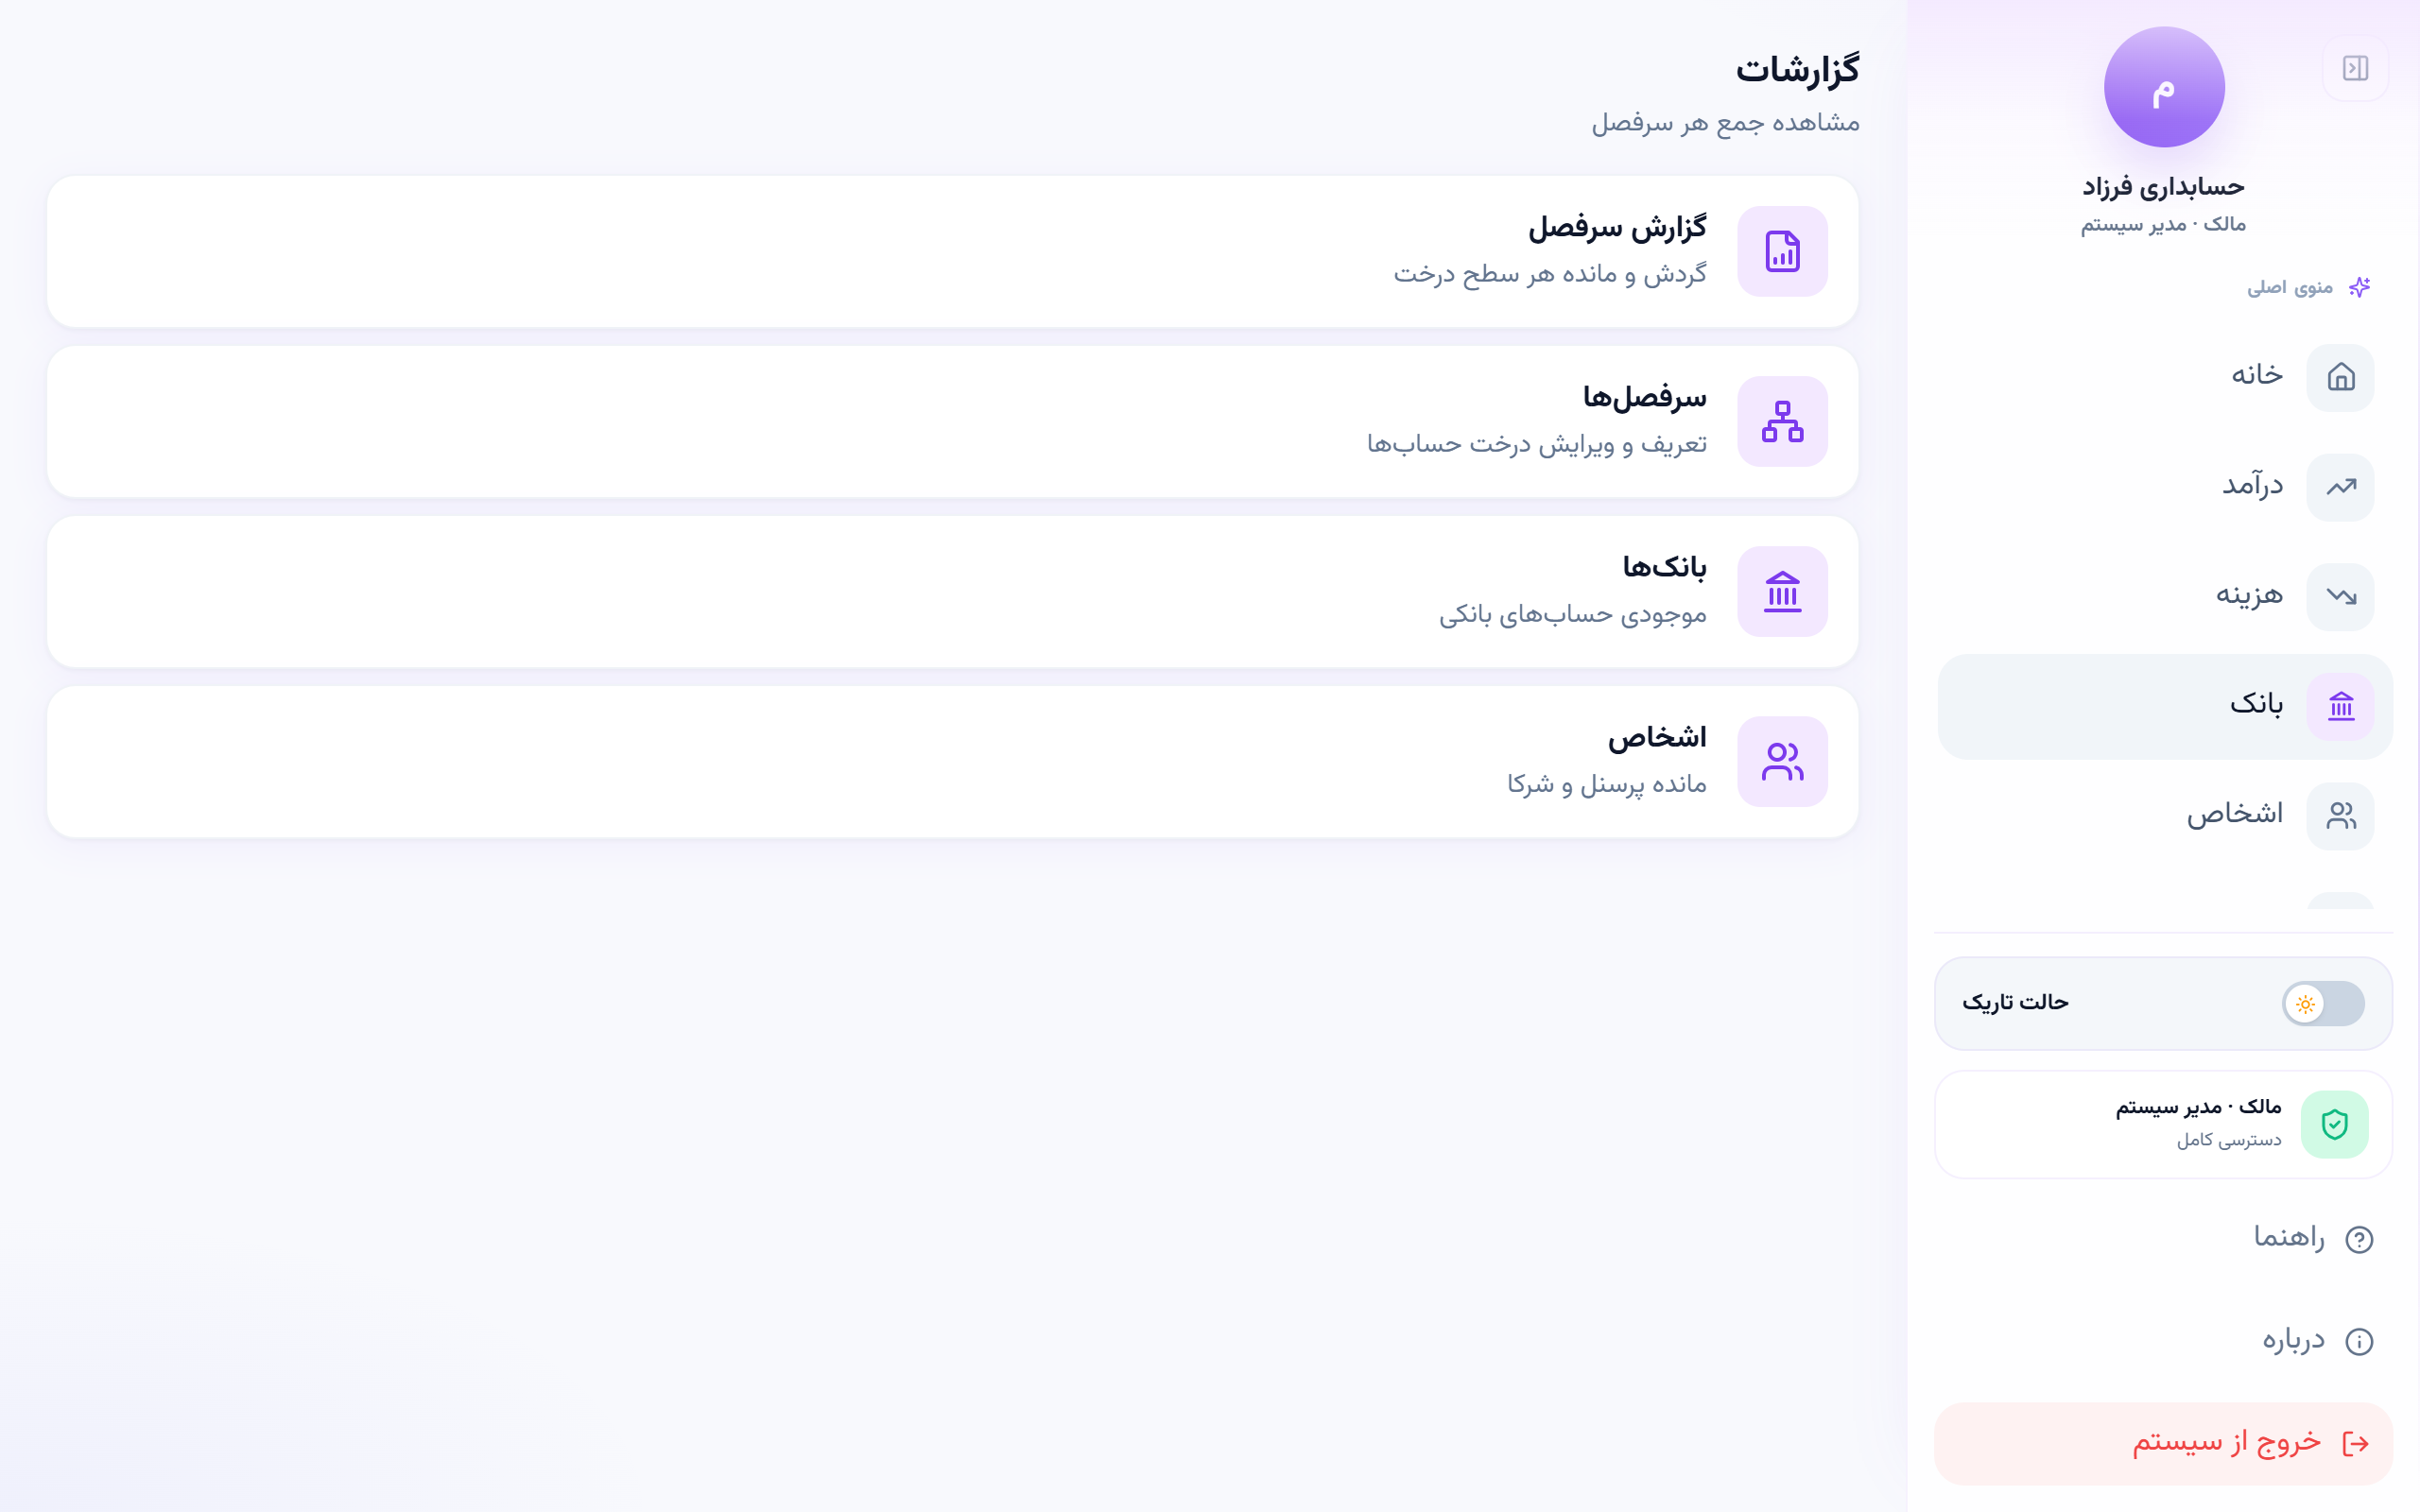 م
حسابداری فرزاد
مالک · مدیر سیستم
منوی اصلی
خانه
درآمد
هزینه
بانک
اشخاص
حالت تاریک
مالک · مدیر سیستم
دسترسی کامل
راهنما
درباره
خروج از سیستم
گزارشات
مشاهده جمع هر سرفصل
گزارش سرفصل
گردش و مانده هر سطح درخت
سرفصل‌ها
تعریف و ویرایش درخت حساب‌ها
بانک‌ها
موجودی حساب‌های بانکی
اشخاص
مانده پرسنل و شرکا